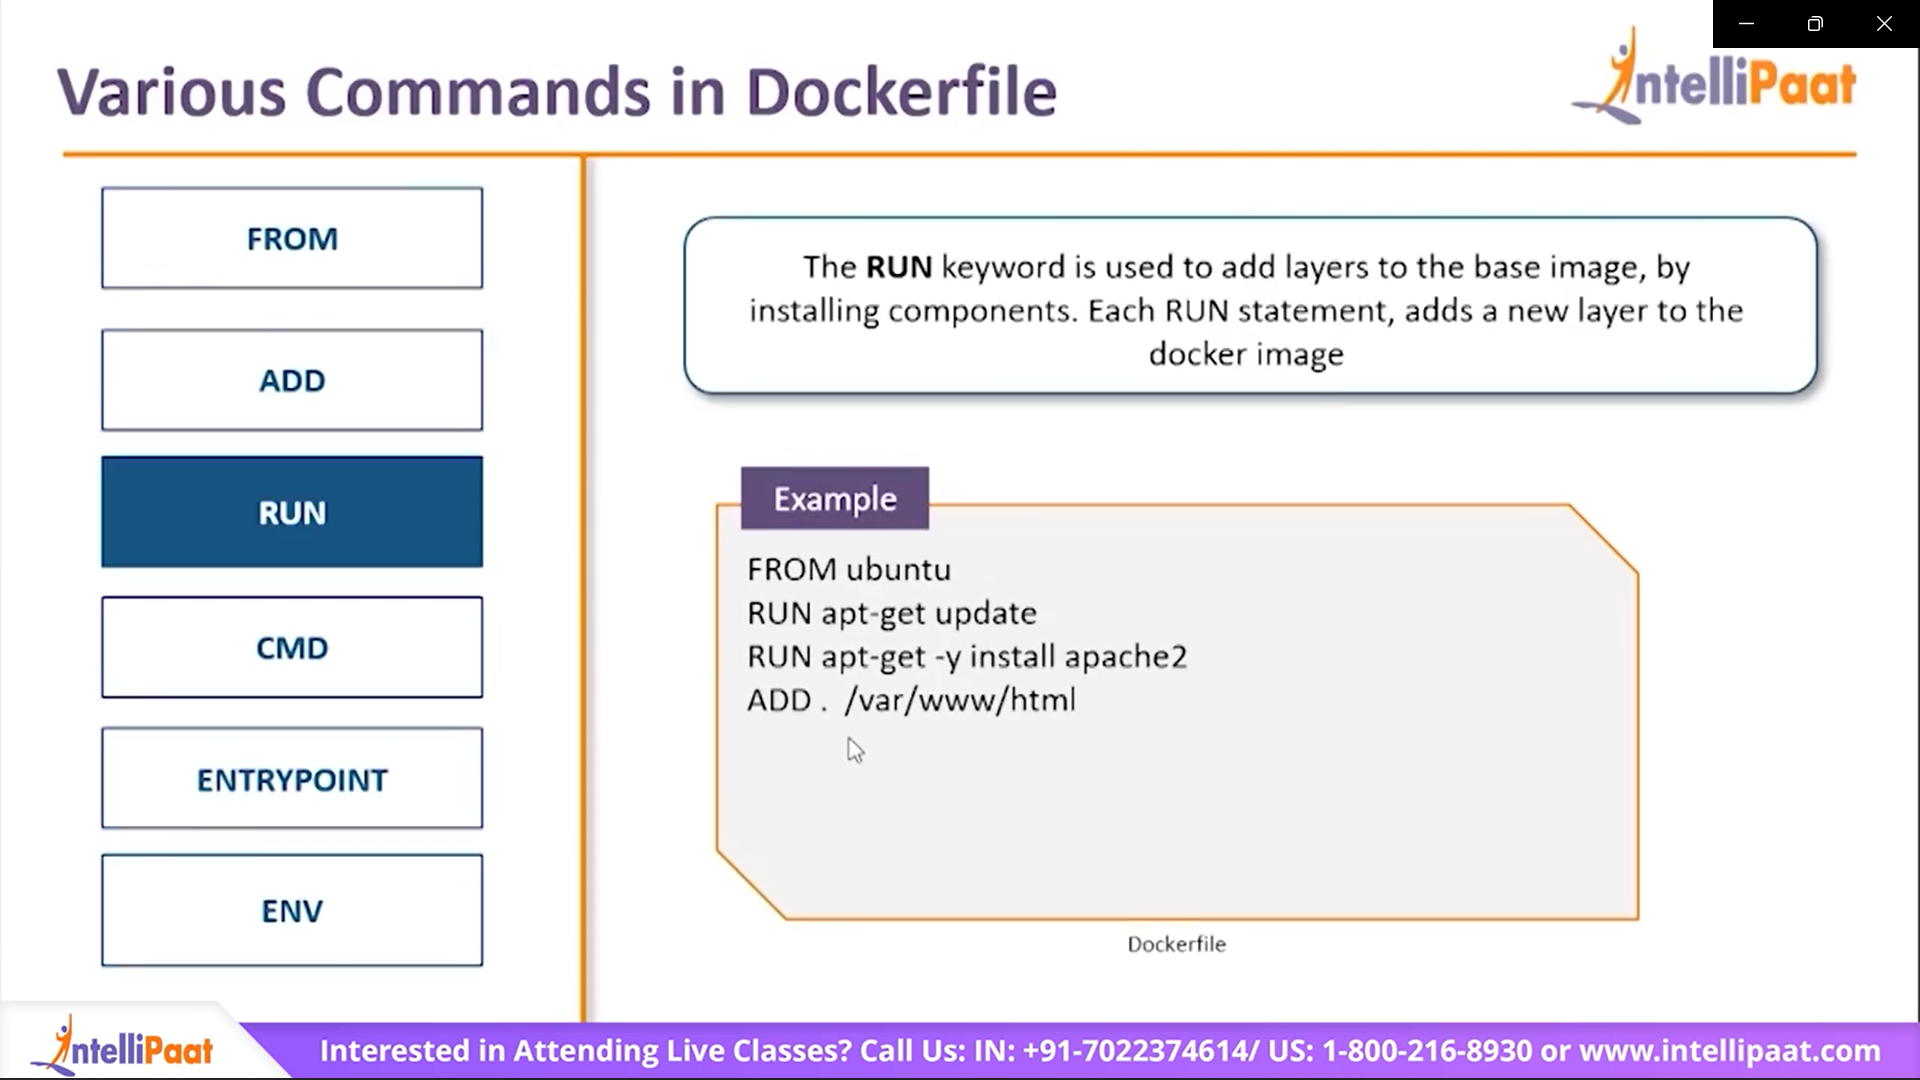 Various Commands in Dockerfile
IntelliPaat
FROM
ADD
RUN
CMD
ENTRYPOINT
ENV
The RUN keyword is used to add layers to the base image, by
installing components. Each RUN statement, adds a new layer to the
docker image
Example
FROM ubuntu
RUN apt-get update
RUN apt-get -y install apache2
ADD . /var/www/html
Dockerfile
IntelliPaat
Interested in Attending Live Classes? Call Us: IN: +91-7022374614/ US: 1-800-216-8930 or www.intellipaat.com